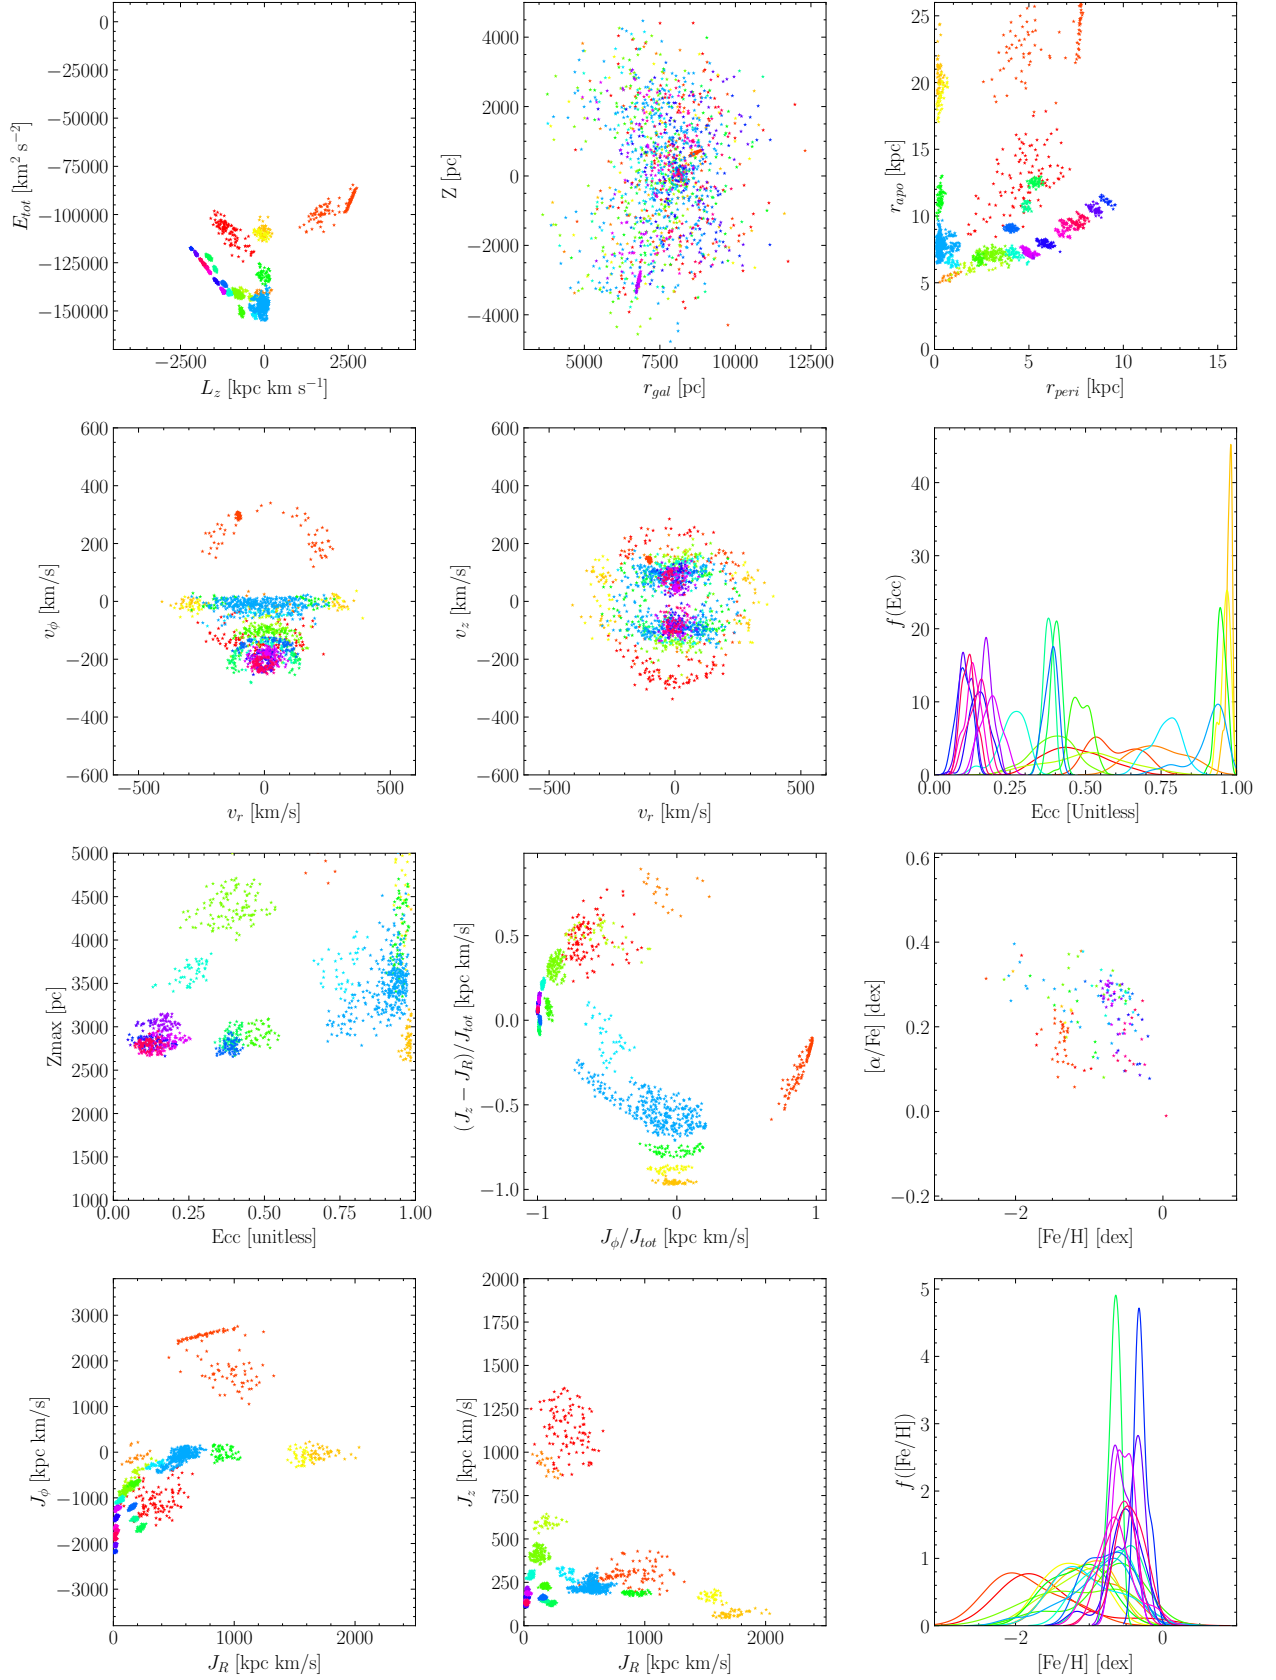 0
−25000
−50000
−75000
−100000
−125000
−150000
E_tot [km² s⁻²]
−2500 0 2500
L_z [kpc km s⁻¹]
4000
2000
0
−2000
−4000
Z [pc]
5000 7500 10000 12500
r_gal [pc]
25
20
15
10
5
0
r_apo [kpc]
0 5 10 15
r_peri [kpc]
600
400
200
0
−200
−400
−600
v_ϕ [km/s]
−500 0 500
v_r [km/s]
600
400
200
0
−200
−400
−600
v_z [km/s]
−500 0 500
v_r [km/s]
40
30
20
10
0
f(Ecc)
0.00 0.25 0.50 0.75 1.00
Ecc [Unitless]
5000
4500
4000
3500
3000
2500
2000
1500
1000
Zmax [pc]
0.00 0.25 0.50 0.75 1.00
Ecc [unitless]
0.5
0.0
−0.5
−1.0
(J_z − J_R)/J_tot [kpc km/s]
−1 0 1
J_ϕ/J_tot [kpc km/s]
0.6
0.4
0.2
0.0
−0.2
[α/Fe] [dex]
−2 0
[Fe/H] [dex]
3000
2000
1000
0
−1000
−2000
−3000
J_ϕ [kpc km/s]
0 1000 2000
J_R [kpc km/s]
2000
1750
1500
1250
1000
750
500
250
0
J_z [kpc km/s]
0 1000 2000
J_R [kpc km/s]
5
4
3
2
1
0
f([Fe/H])
−2 0
[Fe/H] [dex]